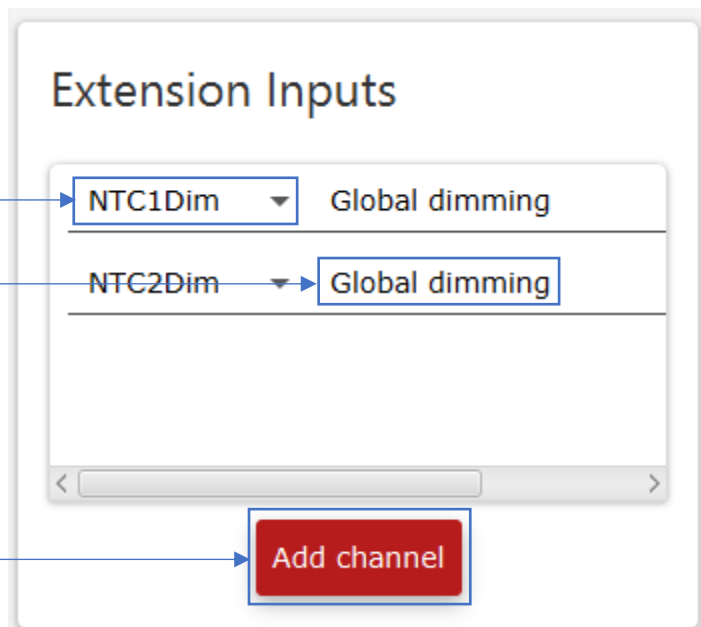 Extension Inputs
NTC1Dim Global dimming
NTC2Dim Global dimming
Add channel